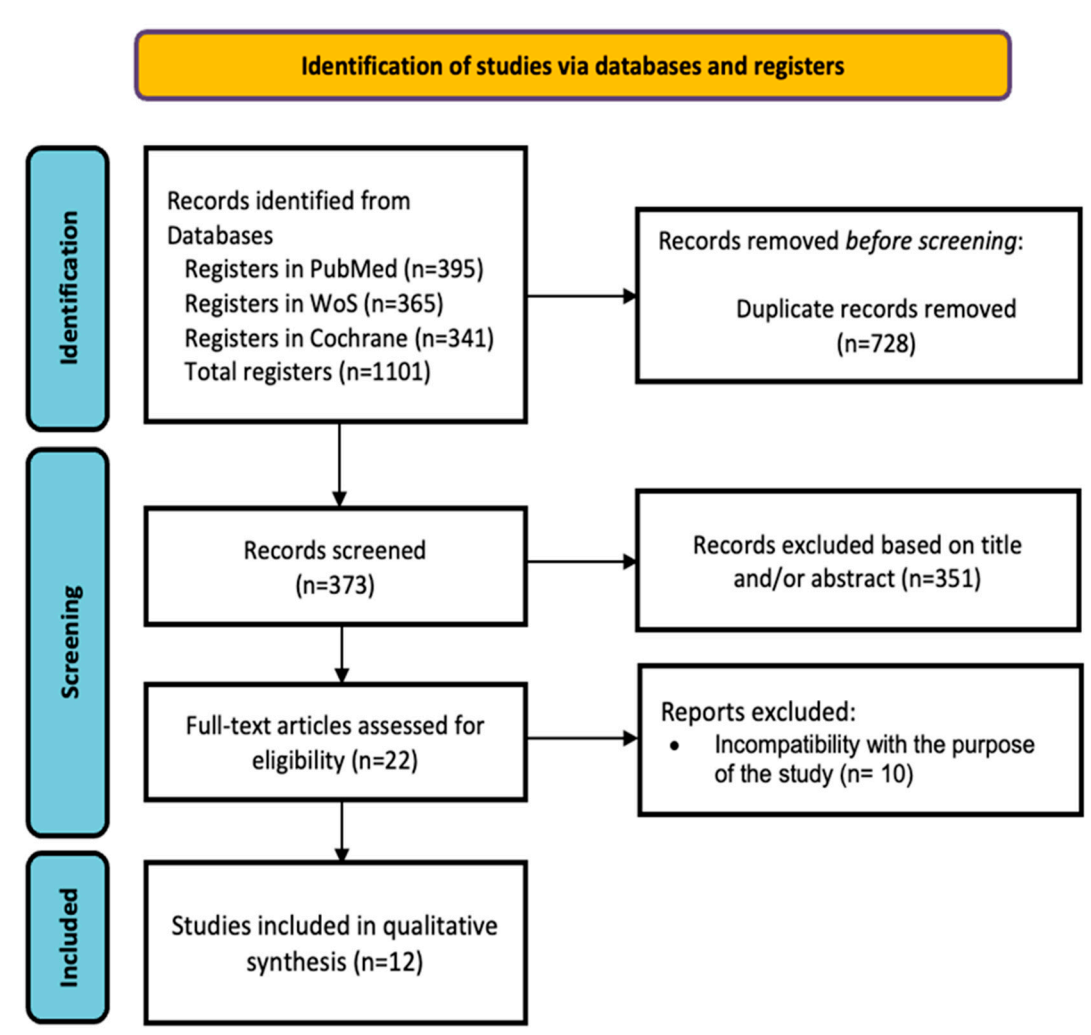 Identification of studies via databases and registers
Identification
Records identified from
Databases
Registers in PubMed (n=395)
Registers in WoS (n=365)
Registers in Cochrane (n=341)
Total registers (n=1101)
Records removed before screening:
Duplicate records removed
(n=728)
Screening
Records screened
(n=373)
Records excluded based on title
and/or abstract (n=351)
Full-text articles assessed for
eligibility (n=22)
Reports excluded:
• Incompatibility with the purpose
of the study (n= 10)
Included
Studies included in qualitative
synthesis (n=12)